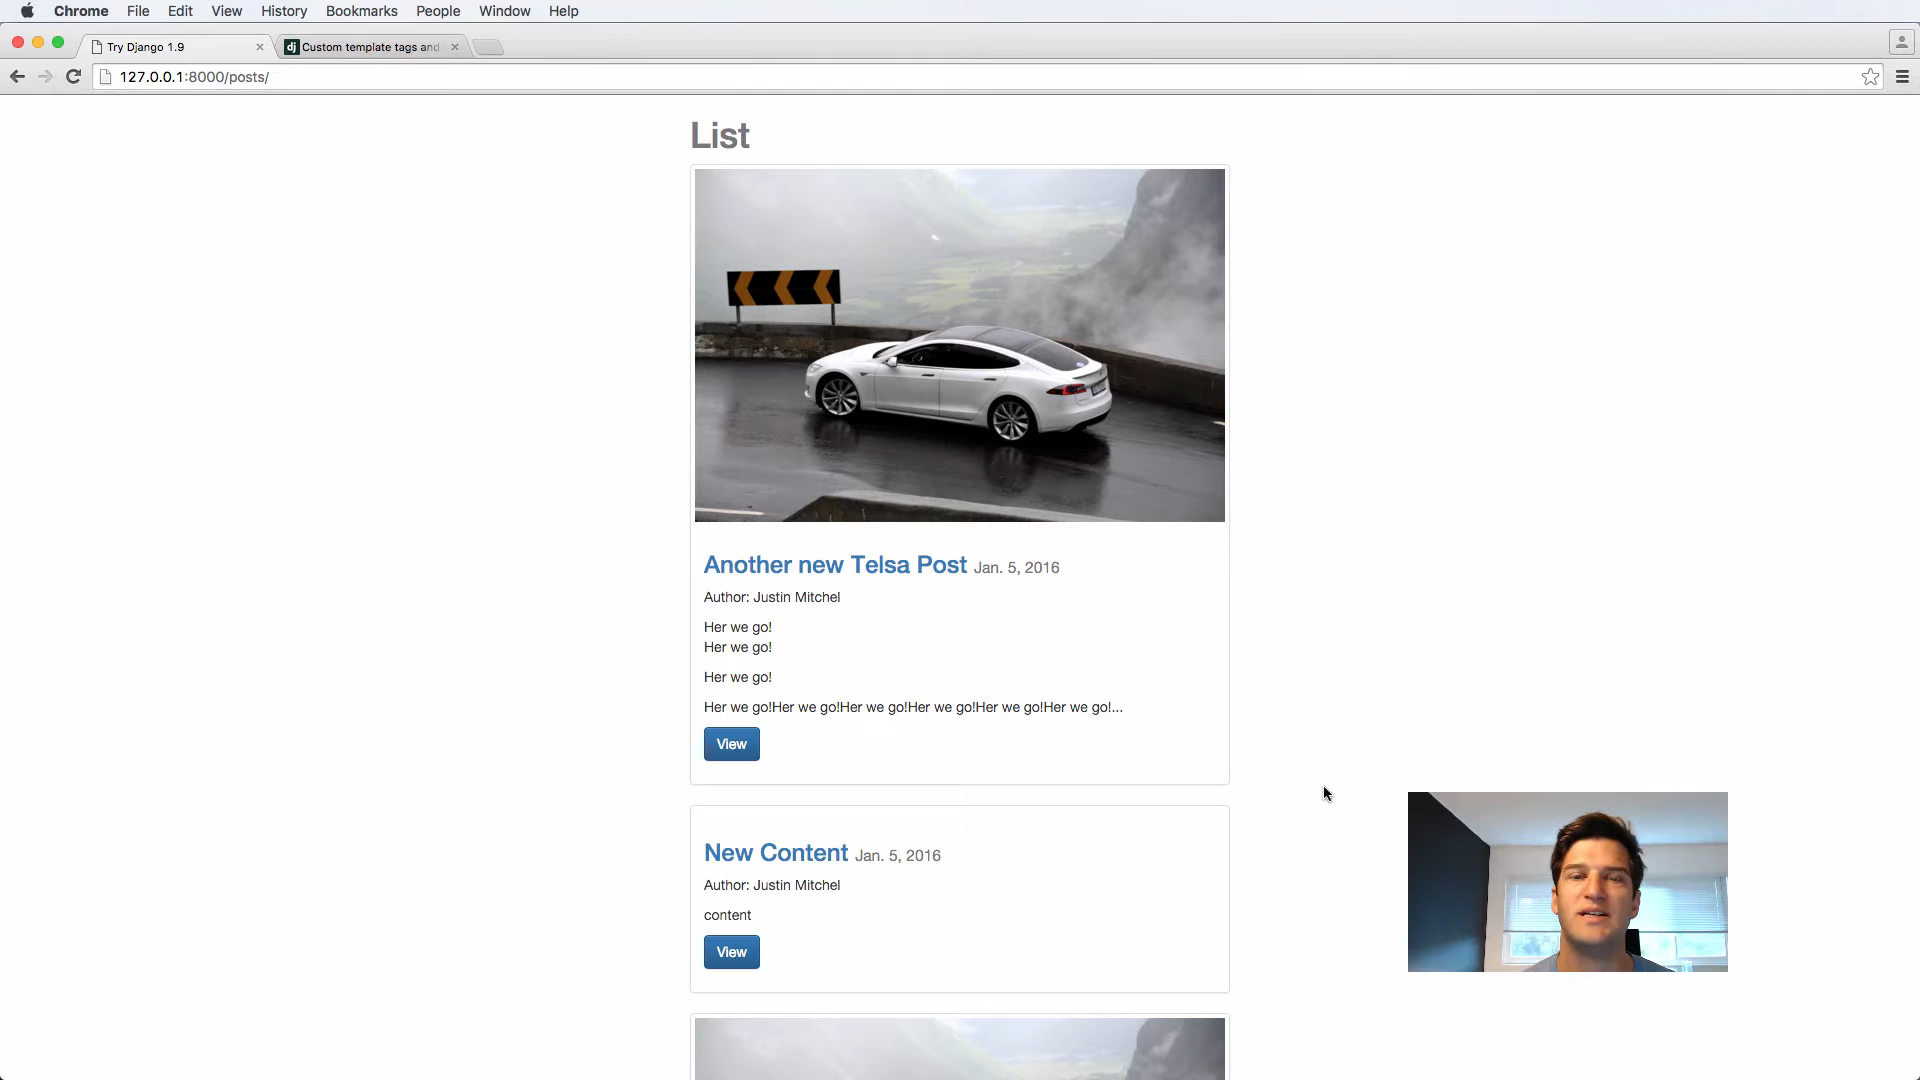 Chrome File Edit View History Bookmarks People Window Help
Try Django 1.9
dj Custom template tags and
127.0.0.1:8000/posts/
List
Another new Telsa Post Jan. 5, 2016
Author: Justin Mitchel
Her we go!
Her we go!
Her we go!
Her we go!Her we go!Her we go!Her we go!Her we go!Her we go!...
View
New Content Jan. 5, 2016
Author: Justin Mitchel
content
View